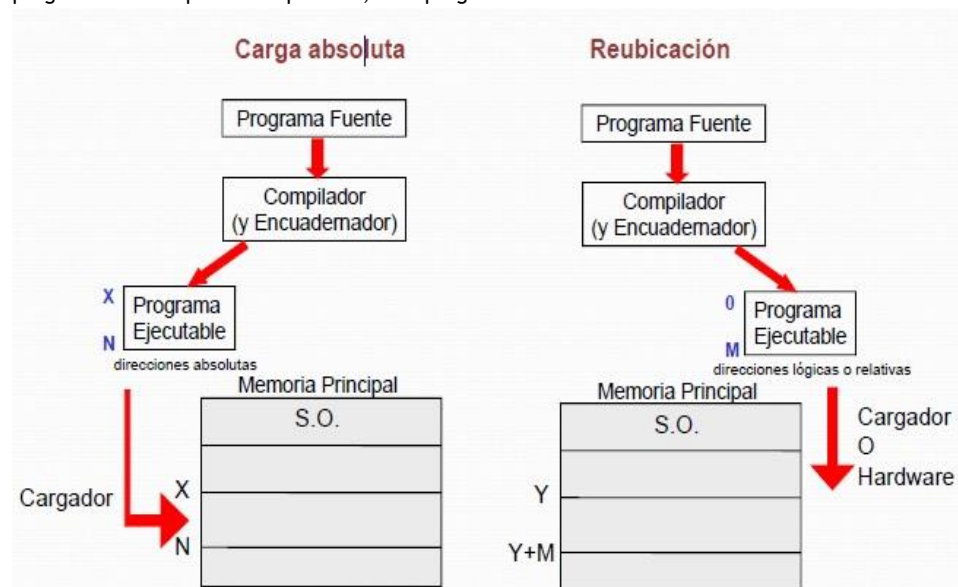 Carga absoluta
Programa Fuente
Compilador
(y Encuadernador)
X
Programa
Ejecutable
N
direcciones absolutas
Memoria Principal
S.O.
Cargador
X
N
Reubicación
Programa Fuente
Compilador
(y Encuadernador)
0
Programa
Ejecutable
M
direcciones lógicas o relativas
Memoria Principal
S.O.
Cargador
O
Hardware
Y
Y+M